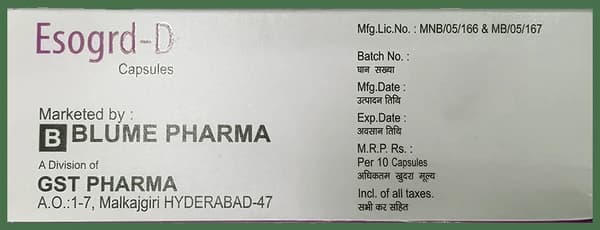 Esogrd-D
Capsules
Marketed by :
B BLUME PHARMA
A Division of
GST PHARMA
A.O.:1-7, Malkajgiri HYDERABAD-47
Mfg.Lic.No. : MNB/05/166 & MB/05/167
Batch No. :
घान संख्या
Mfg.Date :
उत्पादन तिथि
Exp.Date :
अवसान तिथि
M.R.P. Rs. :
Per 10 Capsules
अधिकतम खुदरा मूल्य
Incl. of all taxes.
सभी कर सहित